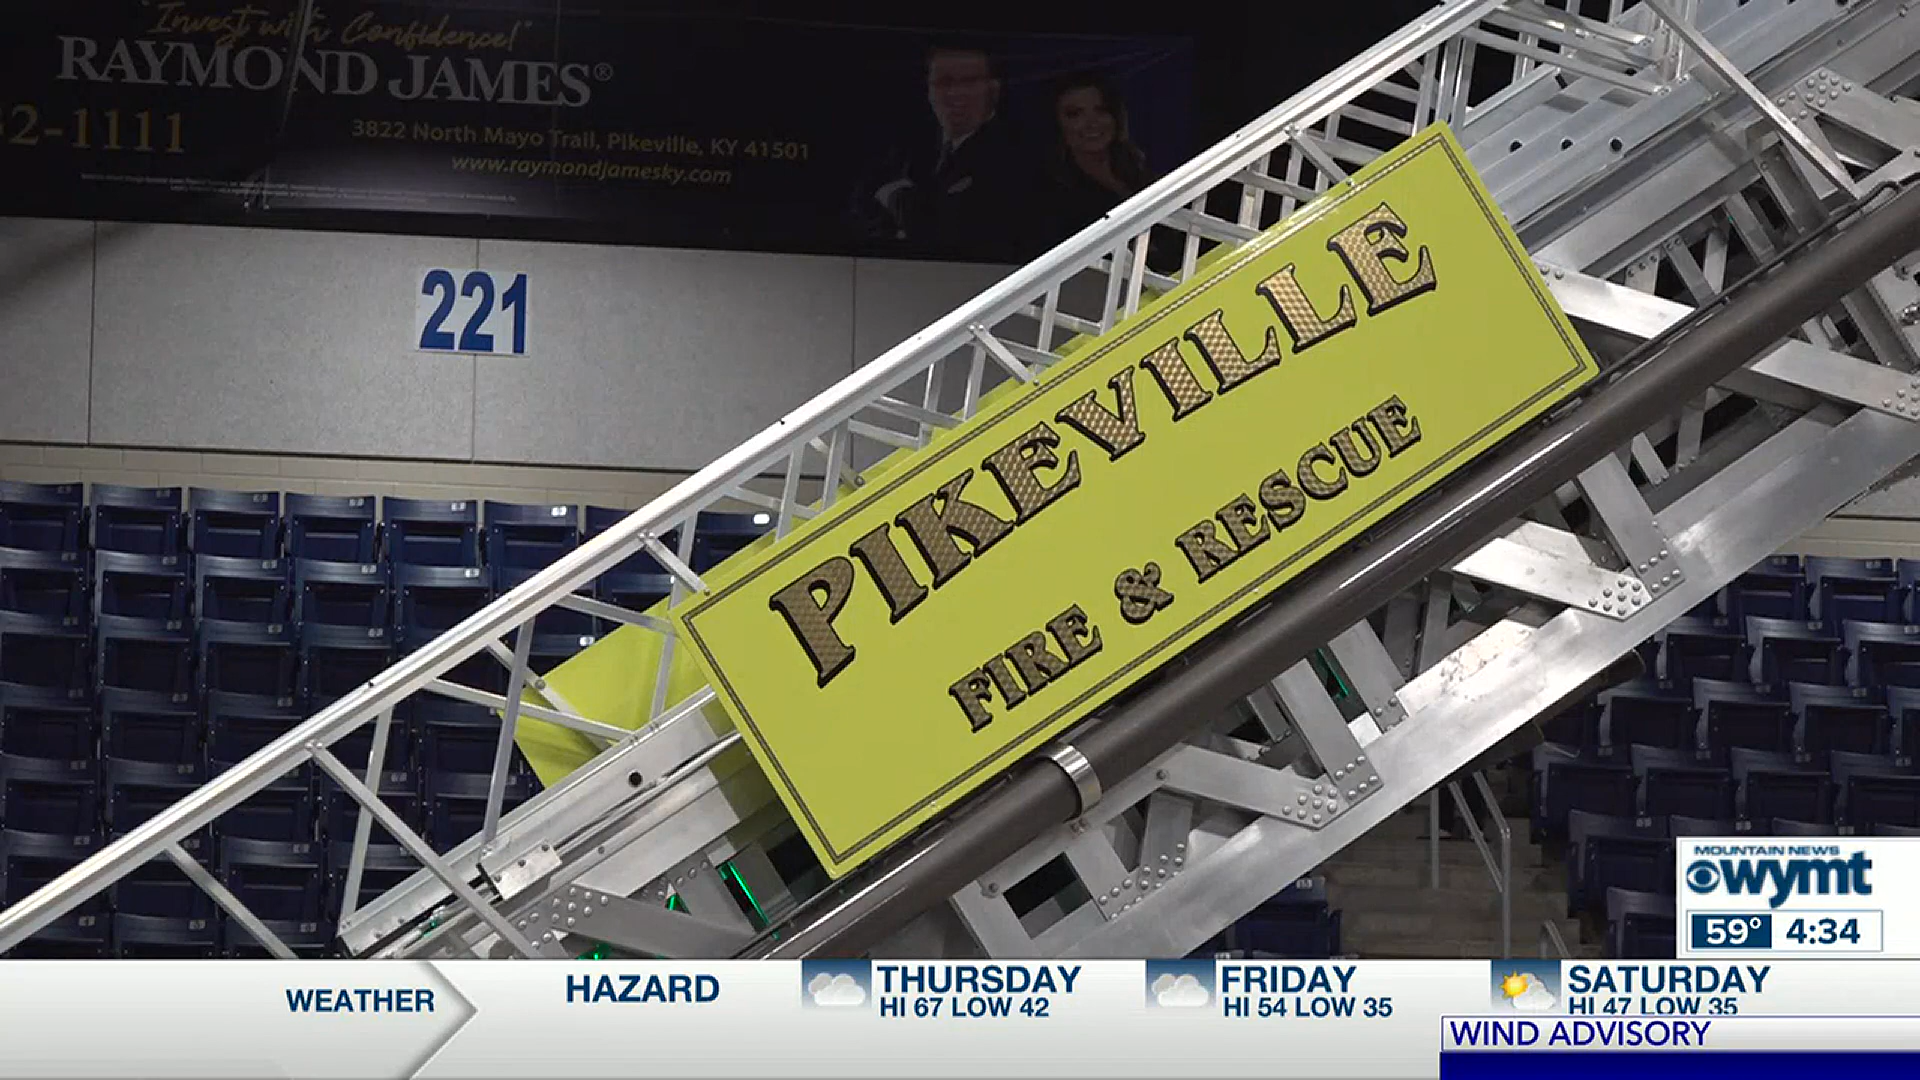 "Invest with Confidence!"
RAYMOND JAMES®
2-1111
3822 North Mayo Trail, Pikeville, KY 41501
www.raymondjamesky.com
221
PIKEVILLE
FIRE & RESCUE
MOUNTAIN NEWS
wymt
59° 4:34
WEATHER
HAZARD
THURSDAY
HI 67 LOW 42
FRIDAY
HI 54 LOW 35
SATURDAY
HI 47 LOW 35
WIND ADVISORY